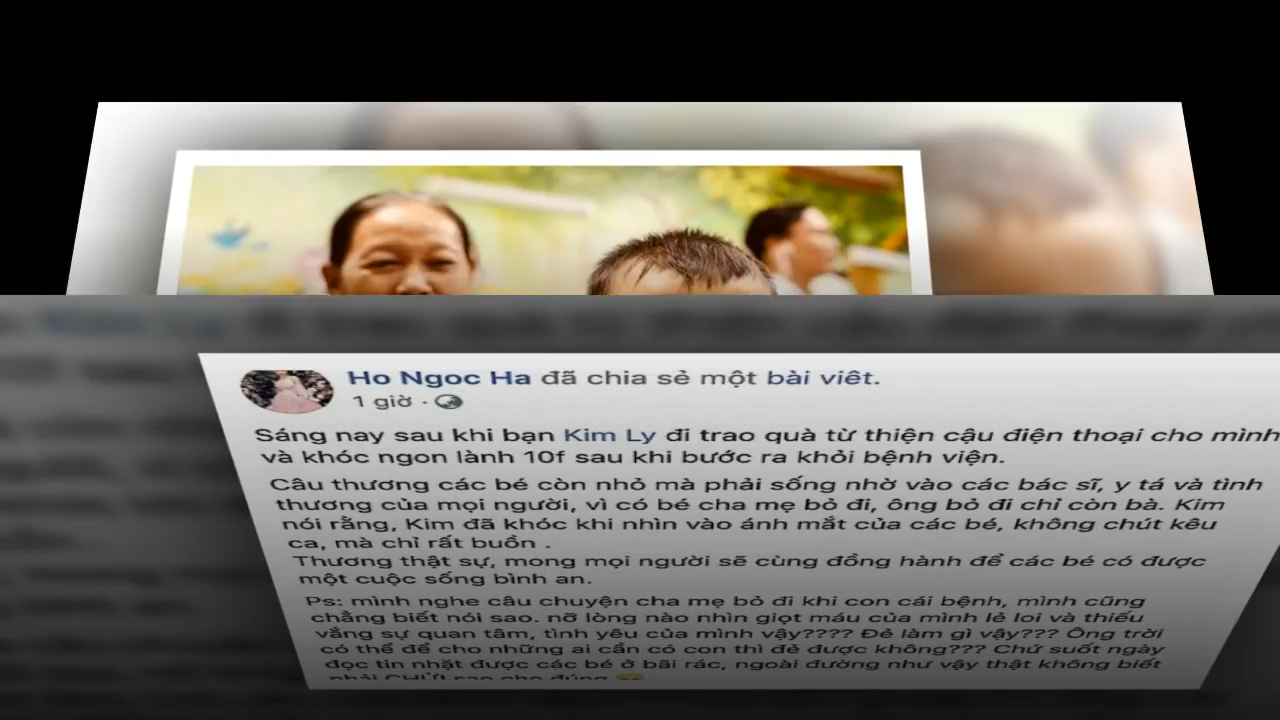 Ho Ngoc Ha đã chia sẻ một bài viêt.
1 giờ ·
Sáng nay sau khi bạn Kim Ly đi trao quà từ thiện cậu điện thoại cho mình
và khóc ngon lành 10f sau khi bước ra khỏi bệnh viện.
Câu thương các bé còn nhỏ mà phải sống nhờ vào các bác sĩ, y tá và tình
thương của mọi người, vì có bé cha mẹ bỏ đi, ông bỏ đi chỉ còn bà. Kim
nói rằng, Kim đã khóc khi nhìn vào ánh mắt của các bé, không chút kêu
ca, mà chỉ rất buồn .
Thương thật sự, mong mọi người sẽ cùng đồng hành để các bé có được
một cuộc sống bình an.
Ps: mình nghe câu chuyện cha mẹ bỏ đi khi con cái bệnh, mình cũng
chẳng biết nói sao. nỡ lòng nào nhìn giọt máu của mình lẻ loi và thiếu
vắng sự quan tâm, tình yêu của mình vậy???? Đẻ làm gì vậy??? Ông trời
có thể để cho những ai cần có con thì đẻ được không??? Chứ suốt ngày
đọc tin nhặt được các bé ở bãi rác, ngoài đường như vậy thật không biết
phải CHỬI sao cho đúng